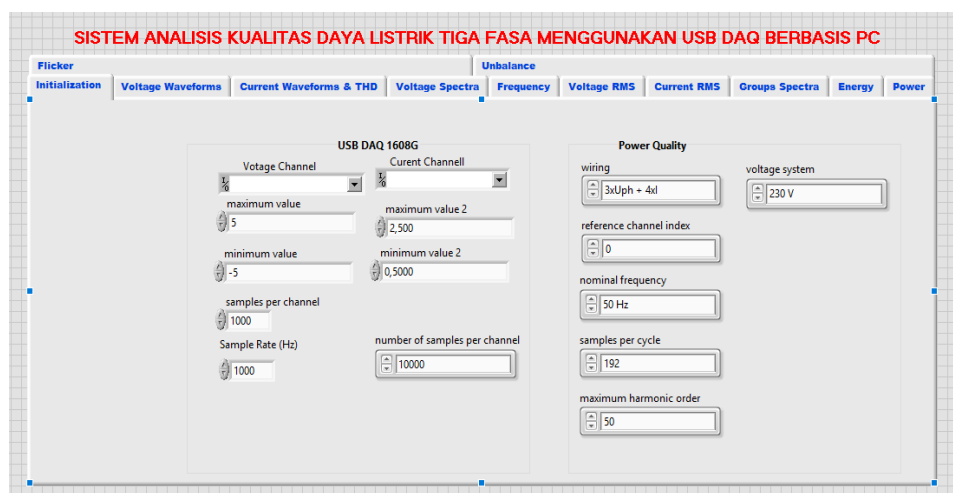 SISTEM ANALISIS KUALITAS DAYA LISTRIK TIGA FASA MENGGUNAKAN USB DAQ BERBASIS PC
Flicker Unbalance
Initialization Voltage Waveforms Current Waveforms & THD Voltage Spectra Frequency Voltage RMS Current RMS Groups Spectra Energy Power
USB DAQ 1608G
Votage Channel
Curent Channell
maximum value
5
maximum value 2
2,500
minimum value
-5
minimum value 2
0,5000
samples per channel
1000
Sample Rate (Hz)
1000
number of samples per channel
10000
Power Quality
wiring
3xUph + 4xI
voltage system
230 V
reference channel index
0
nominal frequency
50 Hz
samples per cycle
192
maximum harmonic order
50